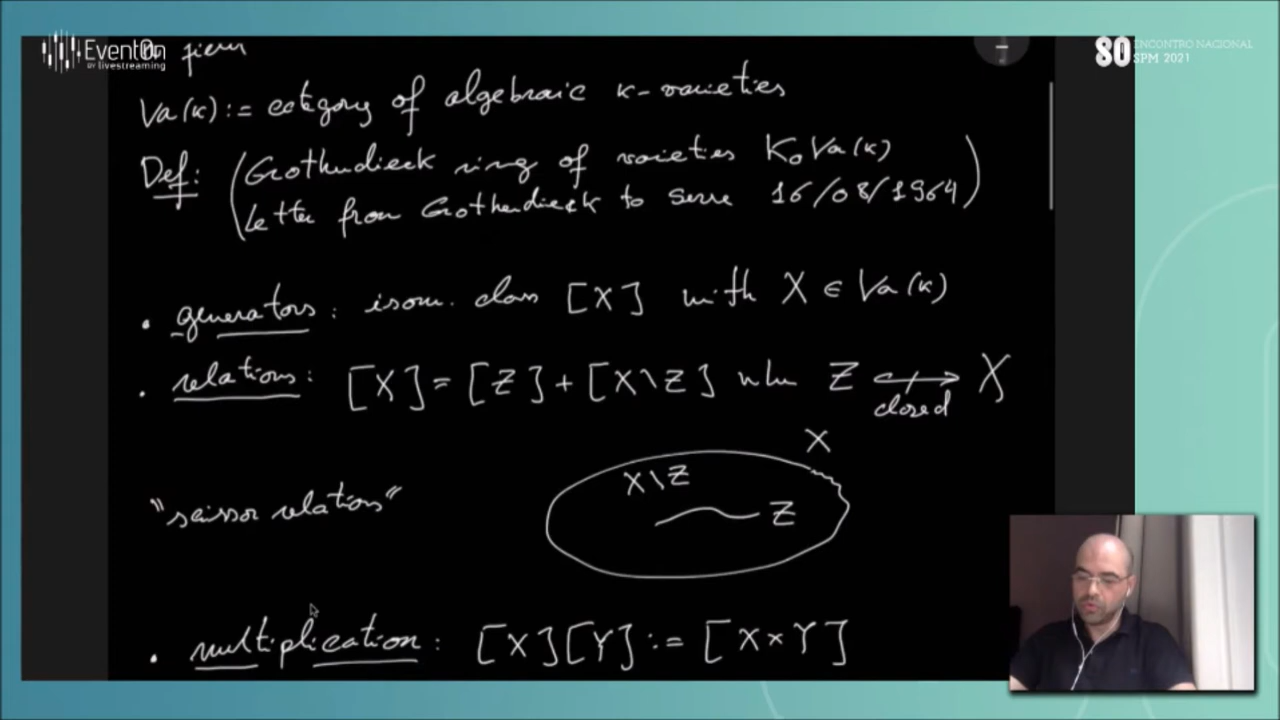 EventOn
BY livestreaming
80 ENCONTRO NACIONAL
SPM 2021
Va(k) := category of algebraic k-varieties
Def: (Grothendieck ring of varieties K₀Va(k)
Letter from Grothendieck to Serre 16/08/1964)
• generators: isom. class [X] with X ∈ Va(k)
• relations: [X] = [Z] + [X\Z] when Z ↪ X
closed
X
X\Z
Z
"scissor relations"
• multiplication: [X][Y] := [X×Y]